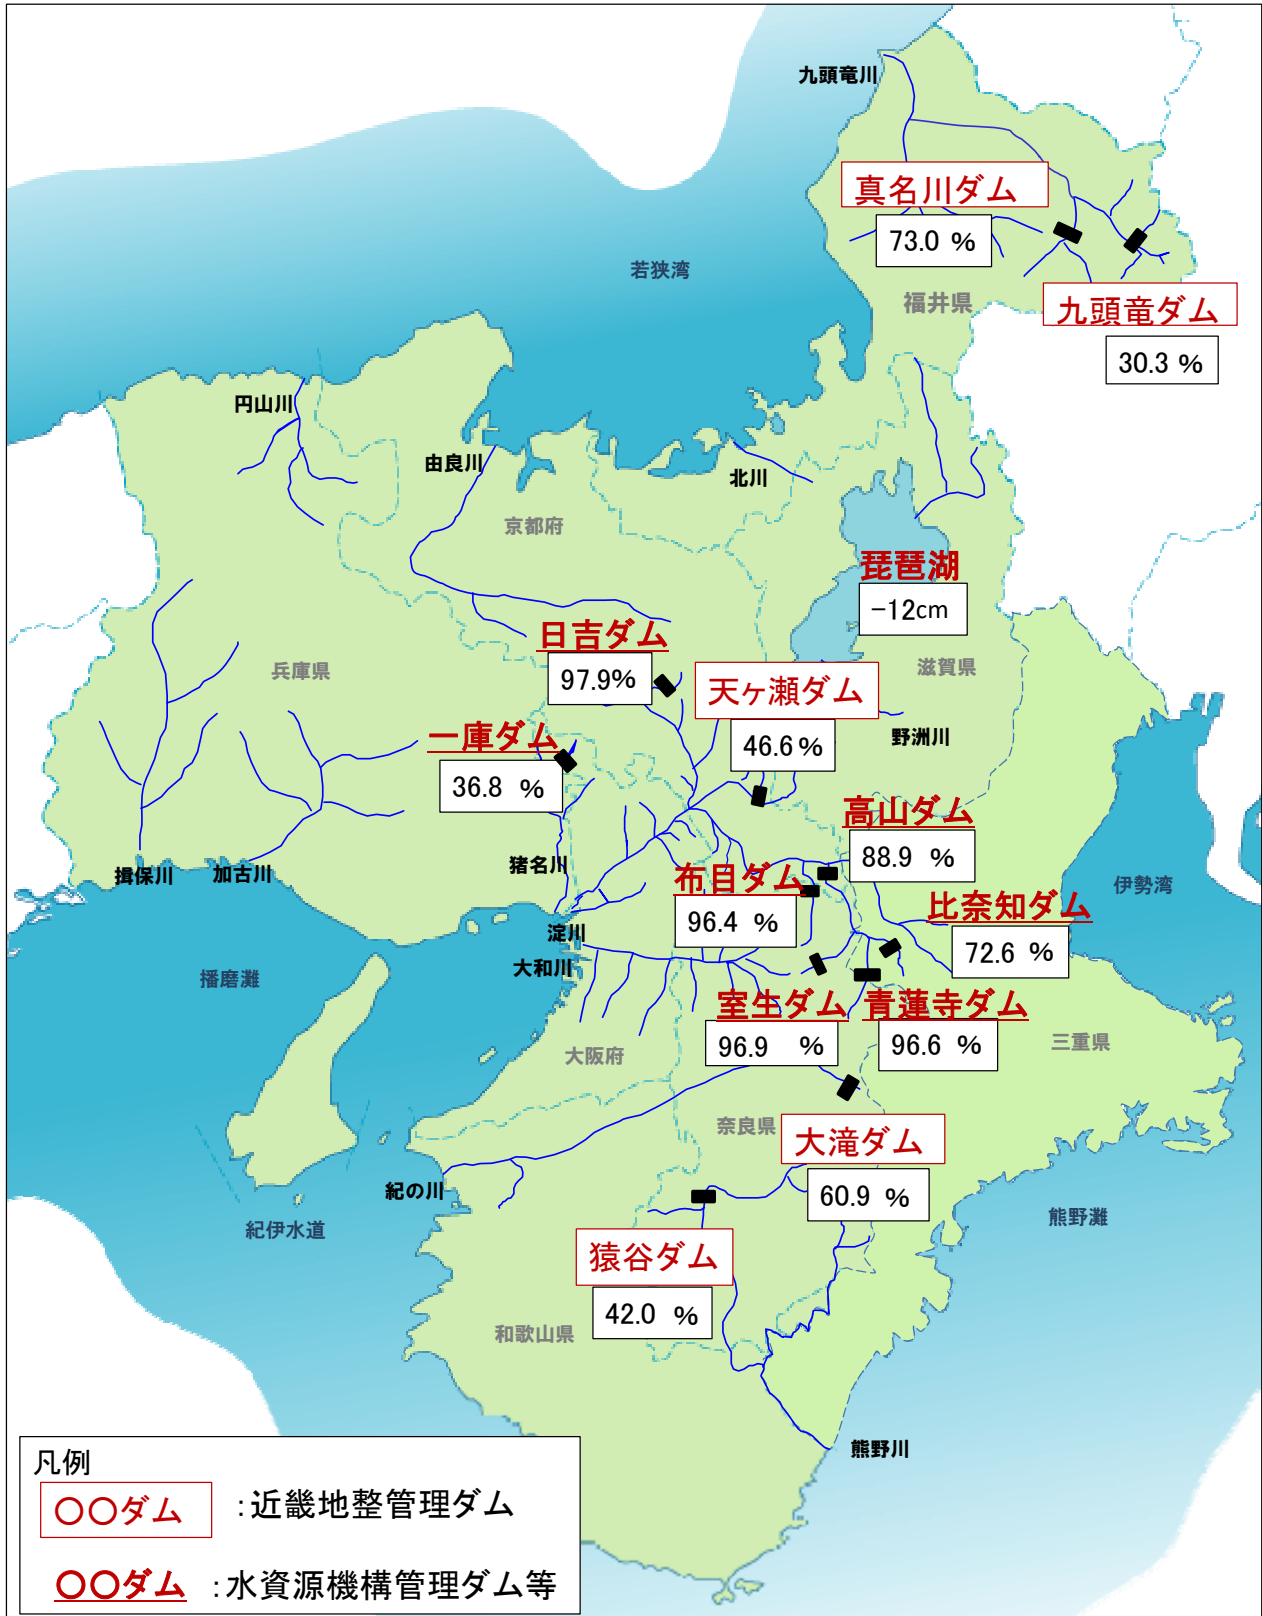 九頭竜川
真名川ダム
73.0 %
若狭湾
福井県
九頭竜ダム
30.3 %
円山川
由良川
北川
京都府
琵琶湖
-12cm
日吉ダム
97.9%
兵庫県
滋賀県
天ヶ瀬ダム
46.6%
野洲川
一庫ダム
36.8 %
高山ダム
88.9 %
猪名川
揖保川
加古川
布目ダム
96.4 %
伊勢湾
比奈知ダム
72.6 %
淀川
大和川
播磨灘
室生ダム
96.9 %
青蓮寺ダム
96.6 %
大阪府
三重県
奈良県
大滝ダム
60.9 %
紀の川
紀伊水道
熊野灘
猿谷ダム
42.0 %
和歌山県
熊野川
凡例
〇〇ダム :近畿地整管理ダム
〇〇ダム :水資源機構管理ダム等